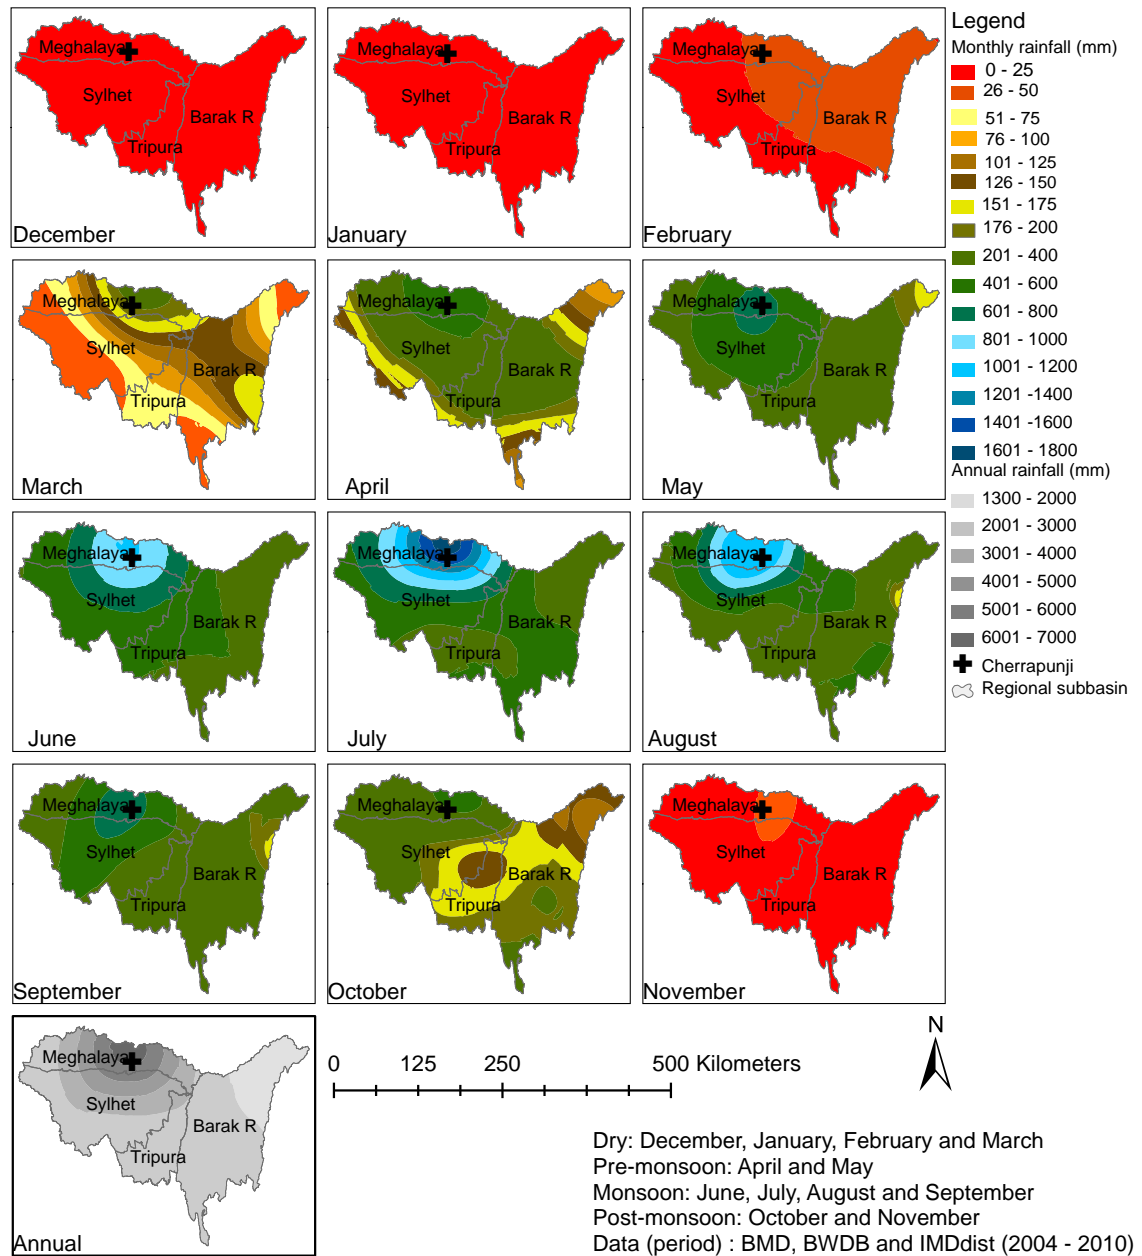 Meghalaya
Sylhet
Barak R
Tripura
December
Meghalaya
Sylhet
Barak R
Tripura
January
Meghalaya
Sylhet
Barak R
Tripura
February
Legend
Monthly rainfall (mm)
0 - 25
26 - 50
51 - 75
76 - 100
101 - 125
126 - 150
151 - 175
176 - 200
201 - 400
401 - 600
601 - 800
801 - 1000
1001 - 1200
1201 -1400
1401 -1600
1601 - 1800
Annual rainfall (mm)
1300 - 2000
2001 - 3000
3001 - 4000
4001 - 5000
5001 - 6000
6001 - 7000
Cherrapunji
Regional subbasin
Meghalaya
Sylhet
Barak R
Tripura
March
Meghalaya
Sylhet
Barak R
Tripura
April
Meghalaya
Sylhet
Barak R
Tripura
May
Meghalaya
Sylhet
Barak R
Tripura
June
Meghalaya
Sylhet
Barak R
Tripura
July
Meghalaya
Sylhet
Barak R
Tripura
August
Meghalaya
Sylhet
Barak R
Tripura
September
Meghalaya
Sylhet
Barak R
Tripura
October
Meghalaya
Sylhet
Barak R
Tripura
November
Meghalaya
Sylhet
Barak R
Tripura
Annual
0 125 250 500 Kilometers
N
Dry: December, January, February and March
Pre-monsoon: April and May
Monsoon: June, July, August and September
Post-monsoon: October and November
Data (period) : BMD, BWDB and IMDdist (2004 - 2010)